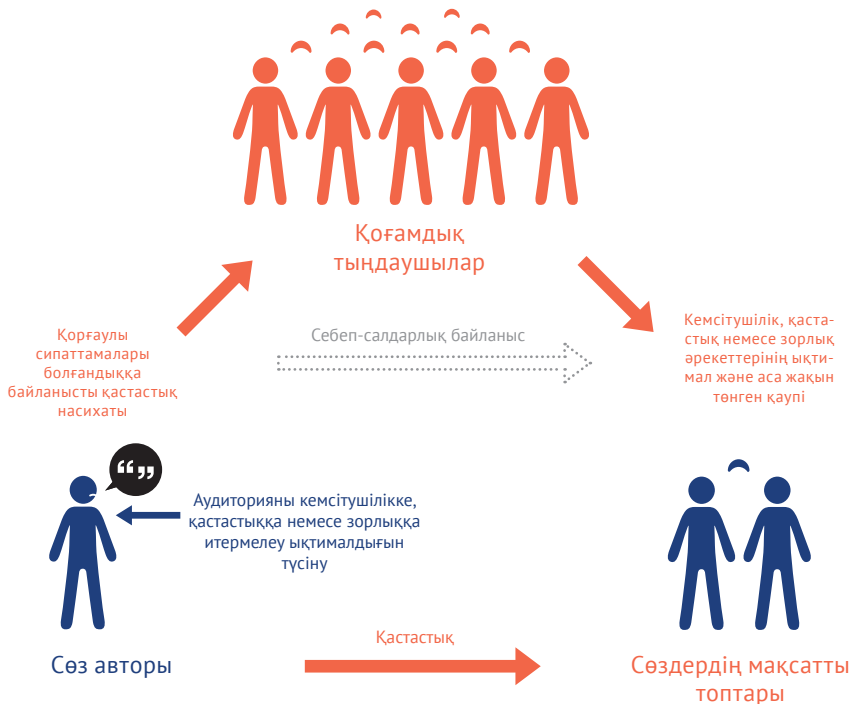 Қоғамдық
тыңдаушылар
Қорғаулы
сипаттамалары
болғандыққа
байланысты қастастық
насихаты
Себеп-салдарлық байланыс
Кемсітушілік, қаста-
стық немесе зорлық
әрекеттерінің ықти-
мал және аса жақын
төнген қаупі
Аудиторияны кемсітушілікке,
қастастыққа немесе зорлыққа
итермелеу ықтималдығын
түсіну
Қастастық
Сөз авторы
Сөздердің мақсатты
топтары